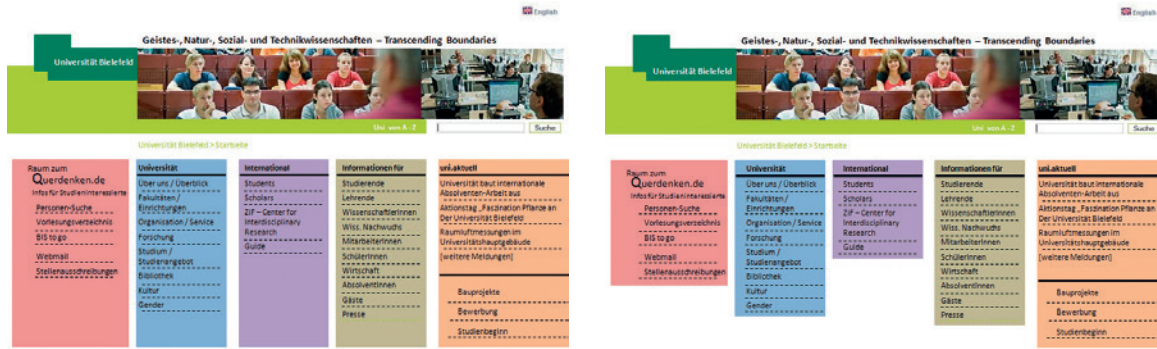 English
Geistes-, Natur-, Sozial- und Technikwissenschaften – Transcending Boundaries
Universität Bielefeld
Uni von A - Z
Suche
Universität Bielefeld > Startseite
Raum zum
Querdenken.de
Infos für Studieninteressierte
Personen-Suche
Vorlesungsverzeichnis
BIS to go
Webmail
Stellenausschreibungen
Universität
Über uns / Überblick
Fakultäten /
Einrichtungen
Organisation / Service
Forschung
Studium /
Studienangebot
Bibliothek
Kultur
Gender
International
Students
Scholars
ZiF – Center for
Interdisciplinary
Research
Guide
Informationen für
Studierende
Lehrende
WissenschaftlerInnen
Wiss. Nachwuchs
MitarbeiterInnen
SchülerInnen
Wirtschaft
AbsolventInnen
Gäste
Presse
uni.aktuell
Universität baut internationale
Absolventen-Arbeit aus
Aktionstag „Faszination Pflanze an
Der Universität Bielefeld
Raumluftmessungen im
Universitätshauptgebäude
[weitere Meldungen]
Bauprojekte
Bewerbung
Studienbeginn
English
Geistes-, Natur-, Sozial- und Technikwissenschaften – Transcending Boundaries
Universität Bielefeld
Uni von A - Z
Suche
Universität Bielefeld > Startseite
Raum zum
Querdenken.de
Infos für Studieninteressierte
Personen-Suche
Vorlesungsverzeichnis
BIS to go
Webmail
Stellenausschreibungen
Universität
Über uns / Überblick
Fakultäten /
Einrichtungen
Organisation / Service
Forschung
Studium /
Studienangebot
Bibliothek
Kultur
Gender
International
Students
Scholars
ZiF – Center for
Interdisciplinary
Research
Guide
Informationen für
Studierende
Lehrende
WissenschaftlerInnen
Wiss. Nachwuchs
MitarbeiterInnen
SchülerInnen
Wirtschaft
AbsolventInnen
Gäste
Presse
uni.aktuell
Universität baut internationale
Absolventen-Arbeit aus
Aktionstag „Faszination Pflanze an
Der Universität Bielefeld
Raumluftmessungen im
Universitätshauptgebäude
[weitere Meldungen]
Bauprojekte
Bewerbung
Studienbeginn